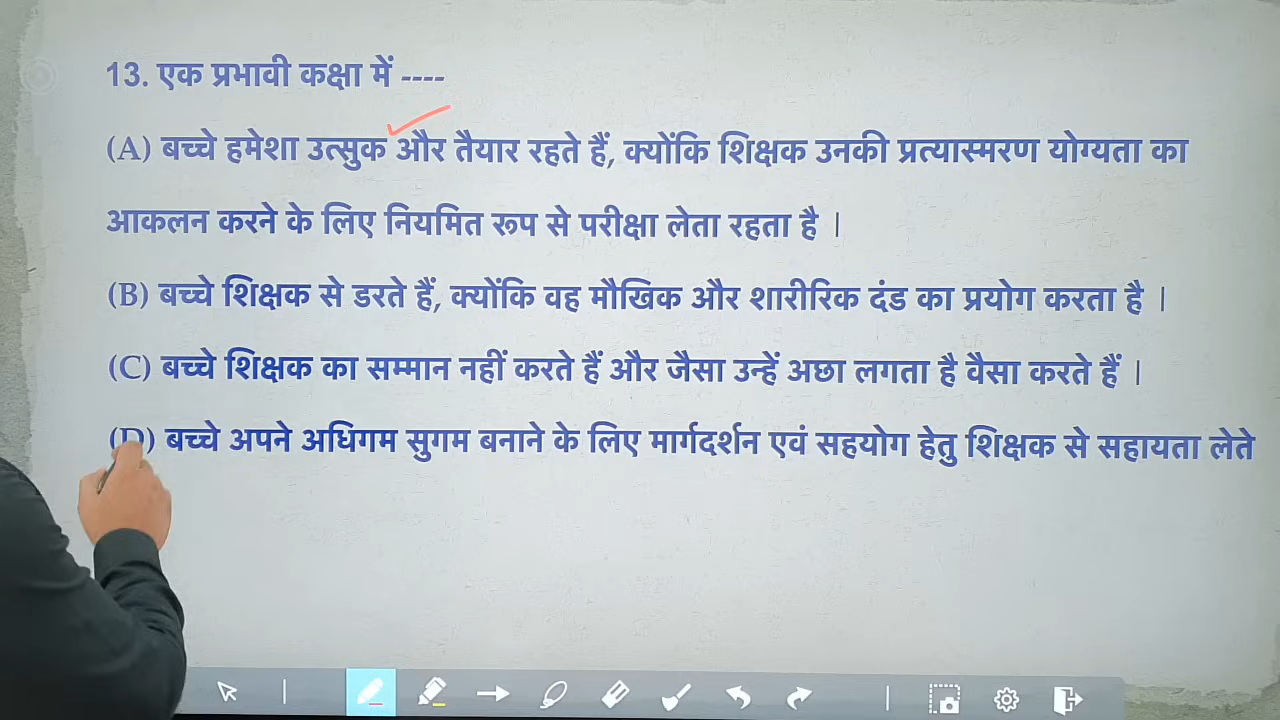 13. एक प्रभावी कक्षा में ----
(A) बच्चे हमेशा उत्सुक और तैयार रहते हैं, क्योंकि शिक्षक उनकी प्रत्यास्मरण योग्यता का
आकलन करने के लिए नियमित रूप से परीक्षा लेता रहता है |
(B) बच्चे शिक्षक से डरते हैं, क्योंकि वह मौखिक और शारीरिक दंड का प्रयोग करता है |
(C) बच्चे शिक्षक का सम्मान नहीं करते हैं और जैसा उन्हें अछा लगता है वैसा करते हैं |
(D) बच्चे अपने अधिगम सुगम बनाने के लिए मार्गदर्शन एवं सहयोग हेतु शिक्षक से सहायता लेते